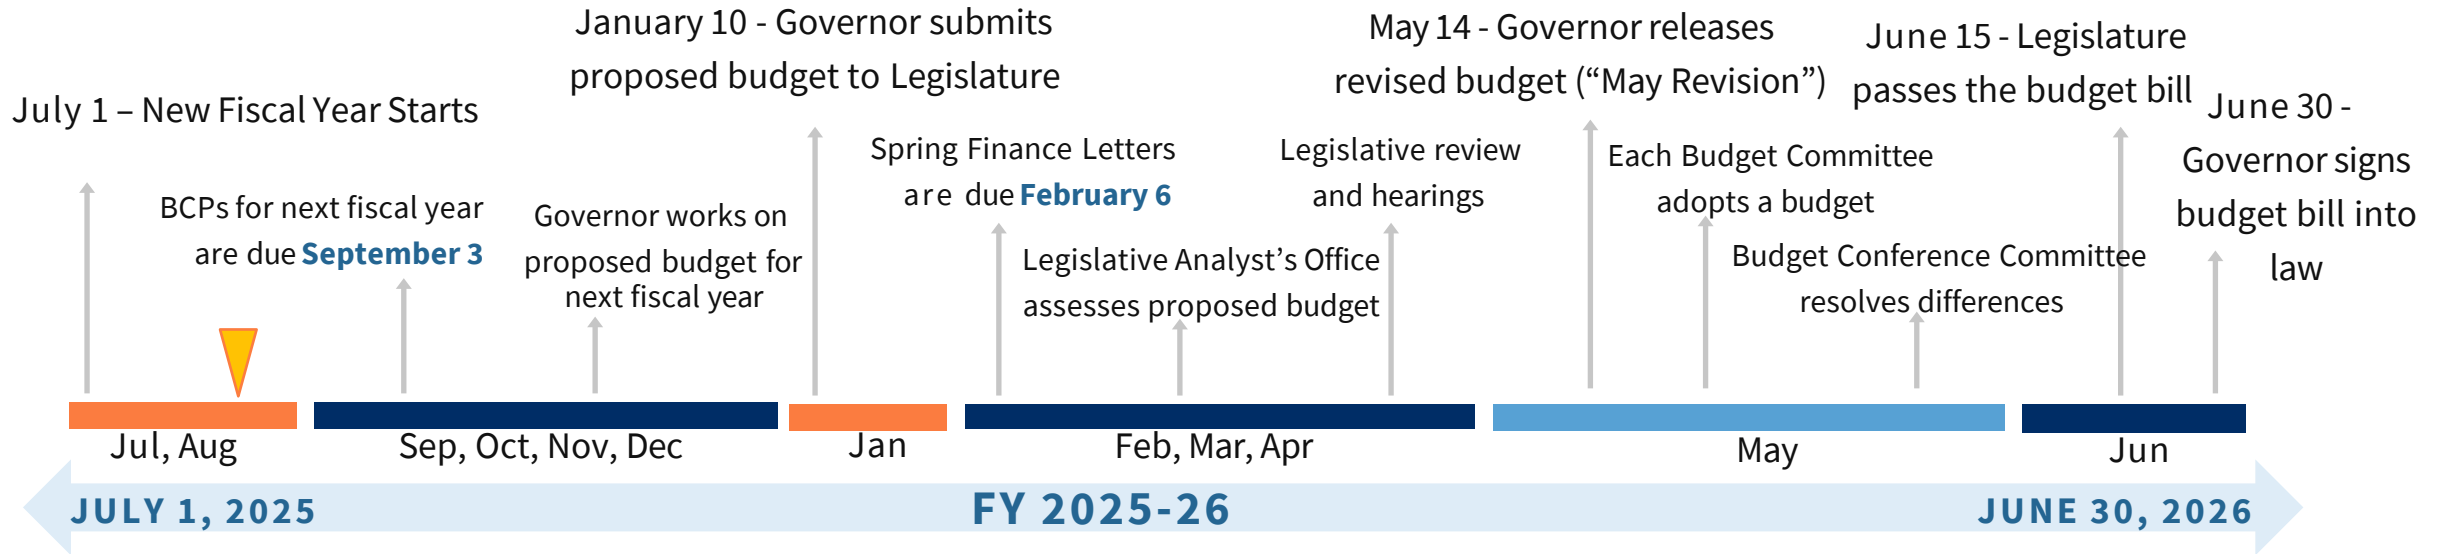 July 1 – New Fiscal Year Starts
BCPs for next fiscal year
are due September 3
Governor works on
proposed budget for
next fiscal year
January 10 - Governor submits
proposed budget to Legislature
Spring Finance Letters
are due February 6
Legislative Analyst’s Office
assesses proposed budget
Legislative review
and hearings
May 14 - Governor releases
revised budget (“May Revision”)
Each Budget Committee
adopts a budget
Budget Conference Committee
resolves differences
June 15 - Legislature
passes the budget bill
June 30 -
Governor signs
budget bill into
law
Jul, Aug
Sep, Oct, Nov, Dec
Jan
Feb, Mar, Apr
May
Jun
JULY 1, 2025
FY 2025-26
JUNE 30, 2026